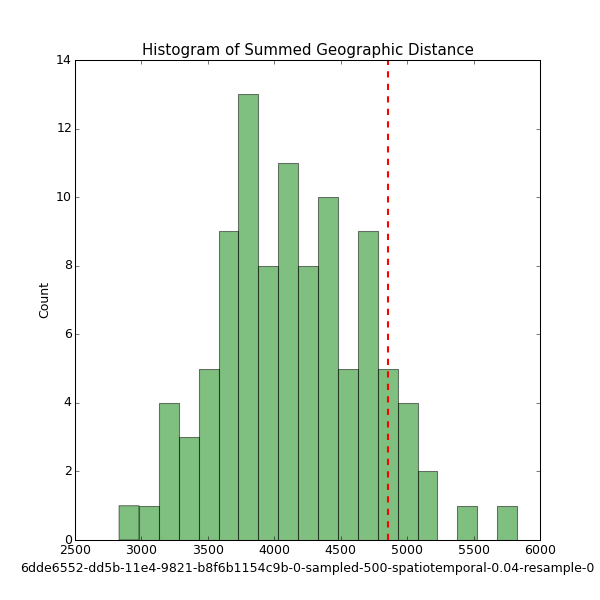 Histogram of Summed Geographic Distance
14
12
10
8
6
4
2
0
Count
2500 3000 3500 4000 4500 5000 5500 6000
6dde6552-dd5b-11e4-9821-b8f6b1154c9b-0-sampled-500-spatiotemporal-0.04-resample-0